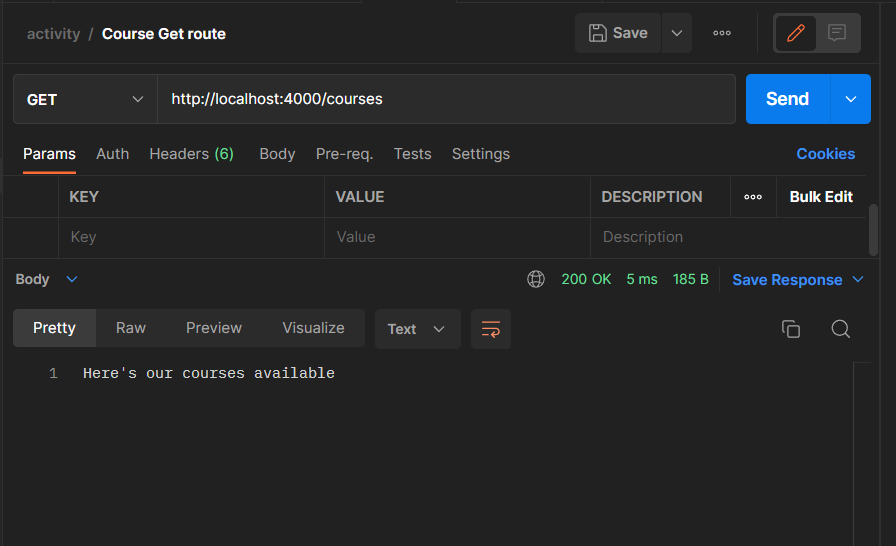 activity / Course Get route Save
GET http://localhost:4000/courses Send
Params Auth Headers (6) Body Pre-req. Tests Settings Cookies
KEY VALUE DESCRIPTION Bulk Edit
Key Value Description
Body 200 OK 5 ms 185 B Save Response
Pretty Raw Preview Visualize Text
1 Here's our courses available